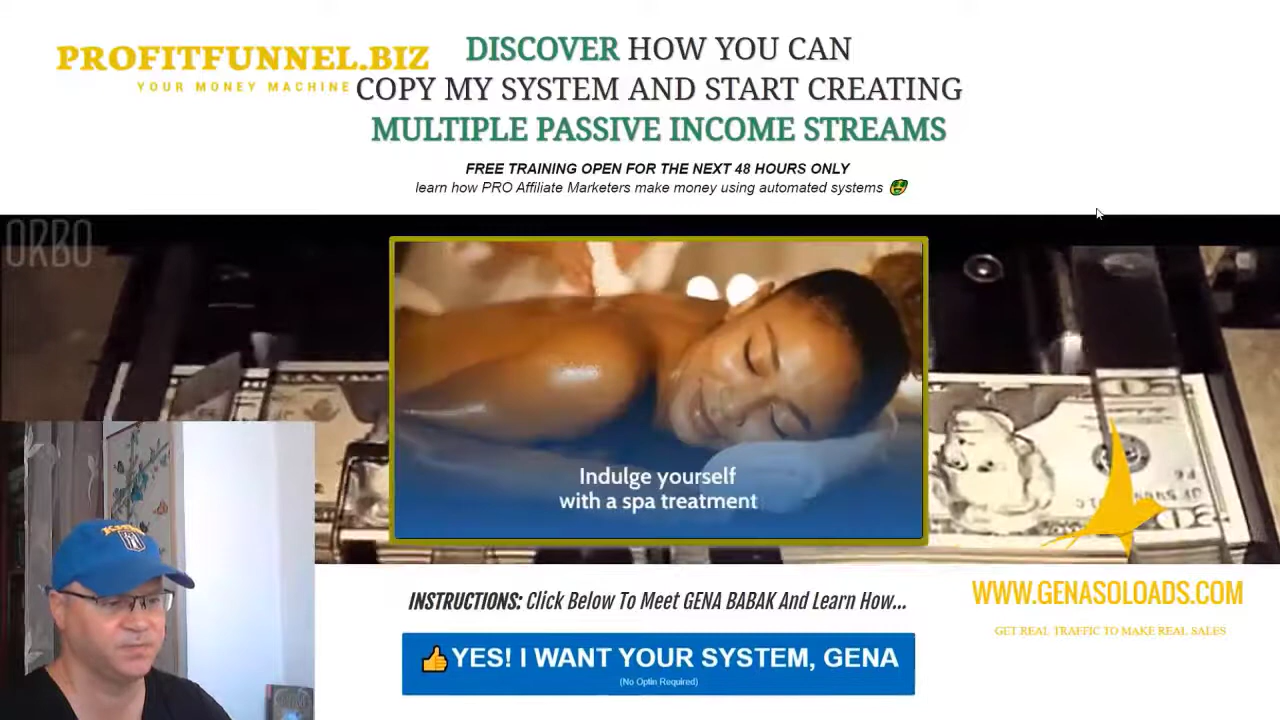 PROFITFUNNEL.BIZ
YOUR MONEY MACHINE
DISCOVER HOW YOU CAN
COPY MY SYSTEM AND START CREATING
MULTIPLE PASSIVE INCOME STREAMS
FREE TRAINING OPEN FOR THE NEXT 48 HOURS ONLY
learn how PRO Affiliate Marketers make money using automated systems
ORBO
Indulge yourself
with a spa treatment
INSTRUCTIONS: Click Below To Meet GENA BABAK And Learn How...
👍YES! I WANT YOUR SYSTEM, GENA
(No Optin Required)
WWW.GENASOLOADS.COM
GET REAL TRAFFIC TO MAKE REAL SALES